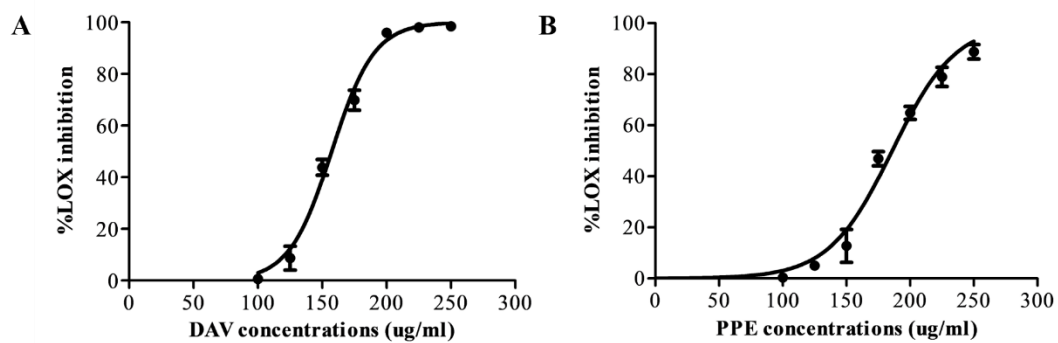 A
%LOX inhibition
100
80
60
40
20
0
0 50 100 150 200 250 300
DAV concentrations (ug/ml)
B
%LOX inhibition
100
80
60
40
20
0
0 50 100 150 200 250 300
PPE concentrations (ug/ml)